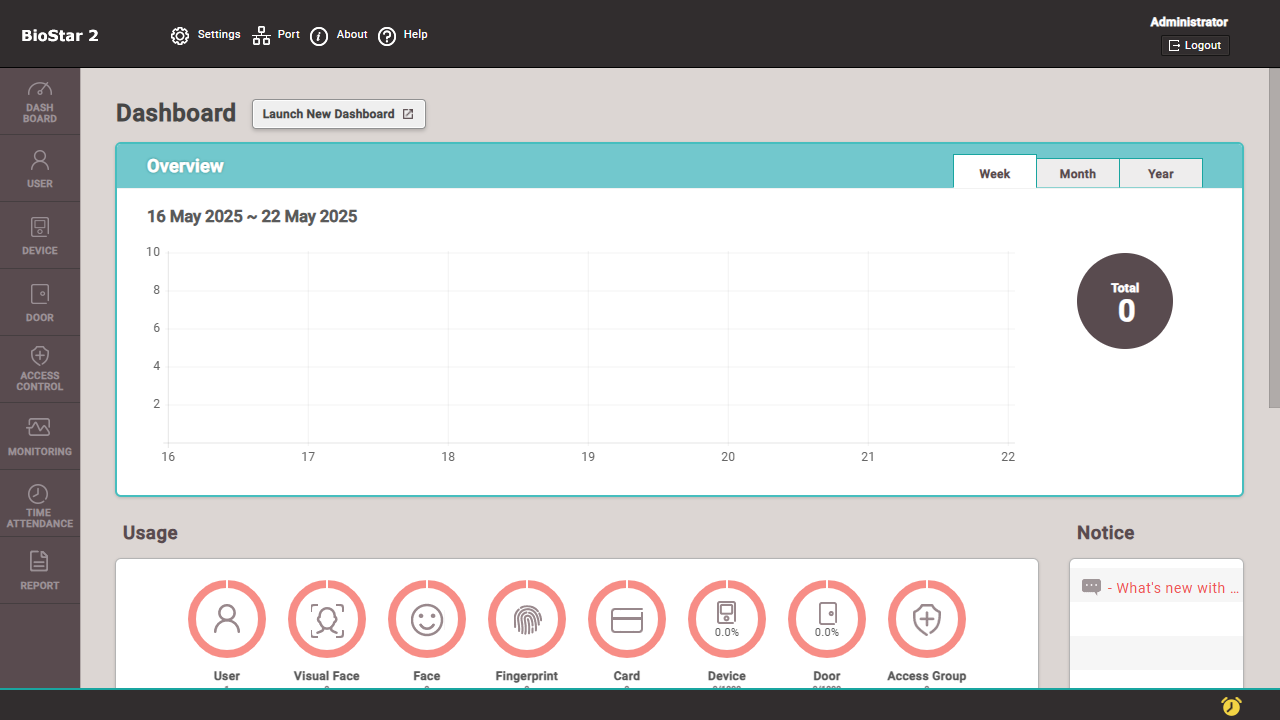 BioStar 2
Settings
Port
About
Help
Administrator
Logout
DASH
BOARD
USER
DEVICE
DOOR
ACCESS
CONTROL
MONITORING
TIME
ATTENDANCE
REPORT
Dashboard
Launch New Dashboard
Overview
Week
Month
Year
16 May 2025 ~ 22 May 2025
10
8
6
4
2
16
17
18
19
20
21
22
Total
0
Usage
Notice
0.0%
0.0%
User
Visual Face
Face
Fingerprint
Card
Device
Door
Access Group
- What's new with ...